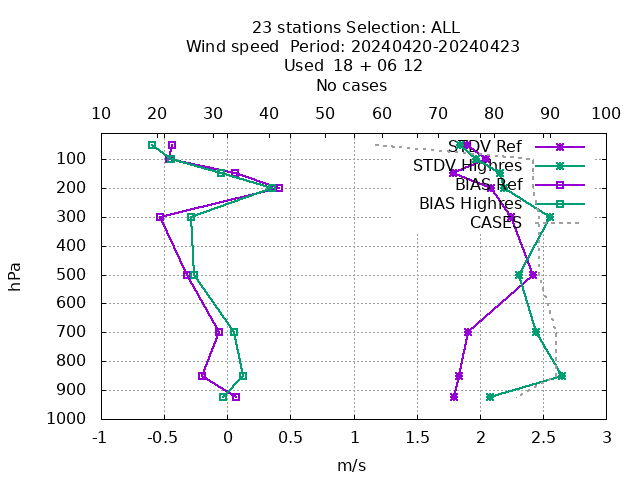 23 stations Selection: ALL
Wind speed  Period: 20240420-20240423
Used  18 + 06 12
No cases
10 20 30 40 50 60 70 80 90 100
STDV Ref
STDV Highres
BIAS Ref
BIAS Highres
CASES
hPa
100
200
300
400
500
600
700
800
900
1000
-1 -0.5 0 0.5 1 1.5 2 2.5 3
m/s